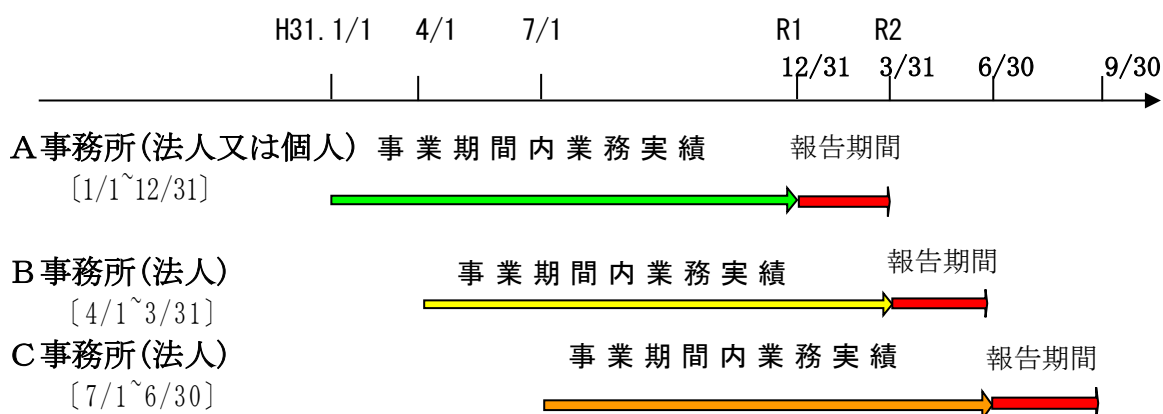 H31.1/1 4/1 7/1 R1 R2
12/31 3/31 6/30 9/30
A事務所(法人又は個人) 事業期間内業務実績 報告期間
〔1/1~12/31〕
B事務所(法人) 事業期間内業務実績 報告期間
〔4/1~3/31〕
C事務所(法人) 事業期間内業務実績 報告期間
〔7/1~6/30〕